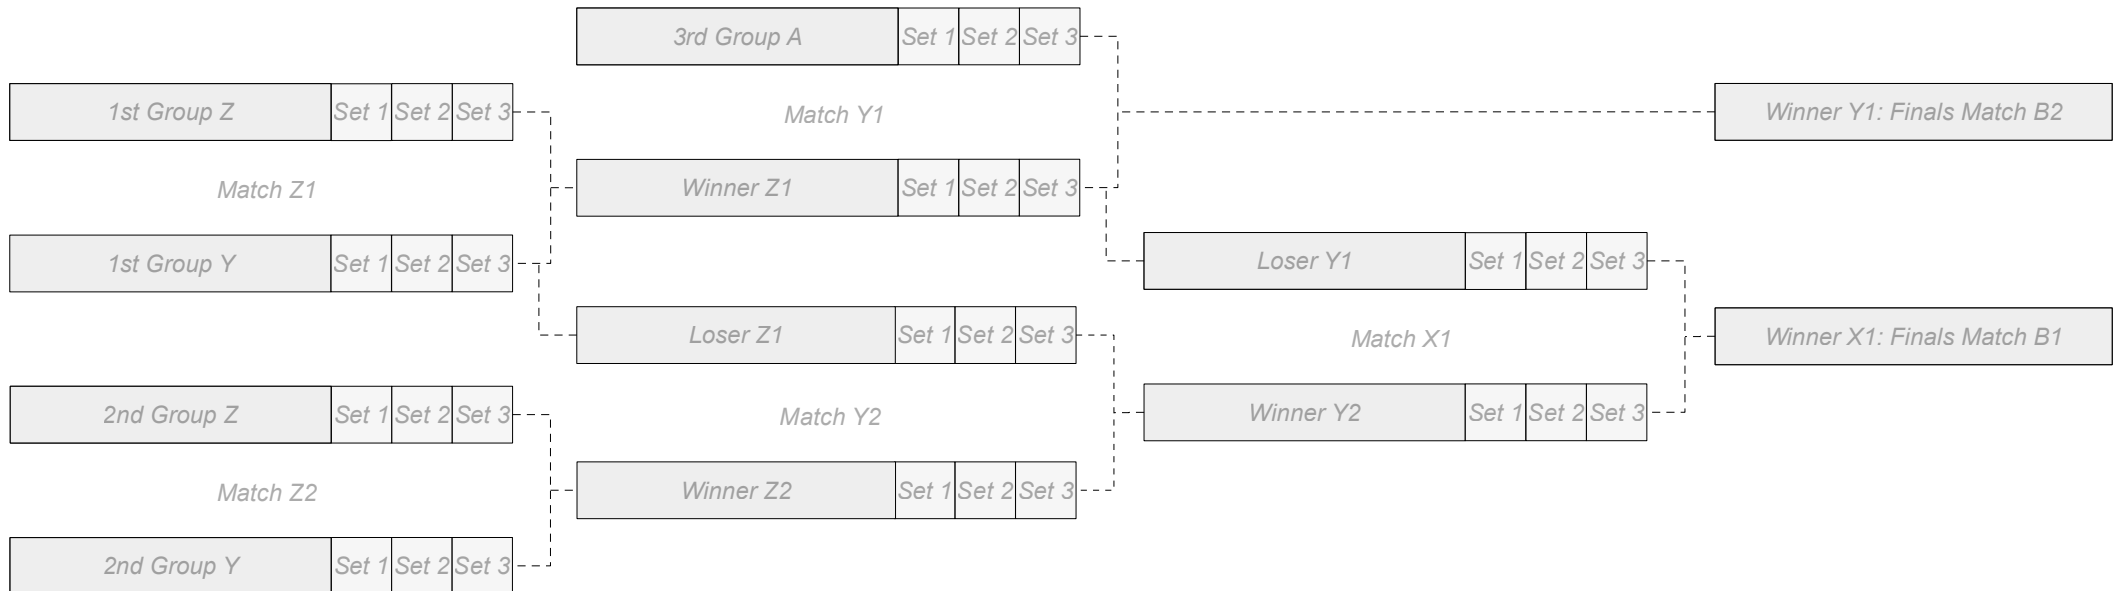 3rd Group A Set 1 Set 2 Set 3
1st Group Z Set 1 Set 2 Set 3
Match Y1
Winner Y1: Finals Match B2
Match Z1
Winner Z1 Set 1 Set 2 Set 3
1st Group Y Set 1 Set 2 Set 3
Loser Y1 Set 1 Set 2 Set 3
Loser Z1 Set 1 Set 2 Set 3
Match X1
Winner X1: Finals Match B1
2nd Group Z Set 1 Set 2 Set 3
Match Y2
Winner Y2 Set 1 Set 2 Set 3
Match Z2
Winner Z2 Set 1 Set 2 Set 3
2nd Group Y Set 1 Set 2 Set 3